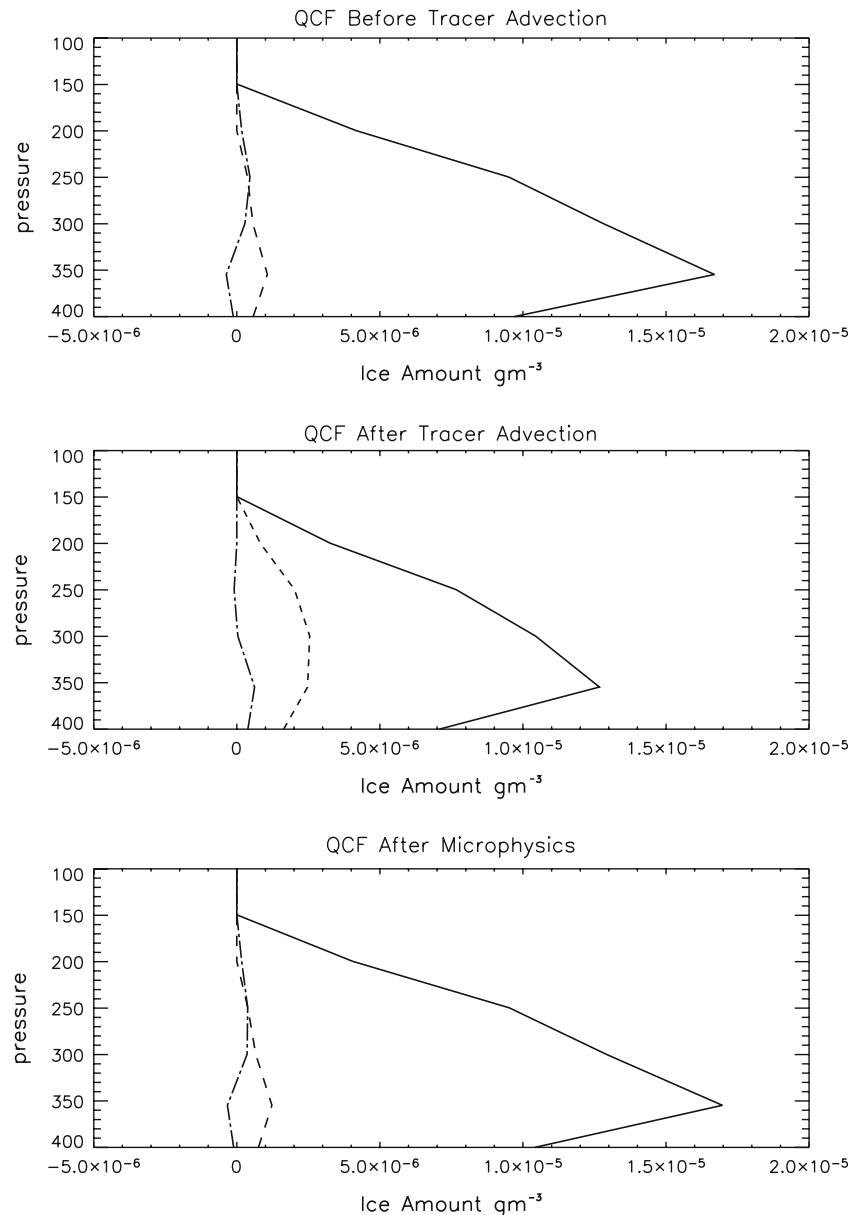 QCF Before Tracer Advection
100
150
200
250
300
350
400
pressure
−5.0×10⁻⁶ 0 5.0×10⁻⁶ 1.0×10⁻⁵ 1.5×10⁻⁵ 2.0×10⁻⁵
Ice Amount gm⁻³
QCF After Tracer Advection
100
150
200
250
300
350
400
pressure
−5.0×10⁻⁶ 0 5.0×10⁻⁶ 1.0×10⁻⁵ 1.5×10⁻⁵ 2.0×10⁻⁵
Ice Amount gm⁻³
QCF After Microphysics
100
150
200
250
300
350
400
pressure
−5.0×10⁻⁶ 0 5.0×10⁻⁶ 1.0×10⁻⁵ 1.5×10⁻⁵ 2.0×10⁻⁵
Ice Amount gm⁻³